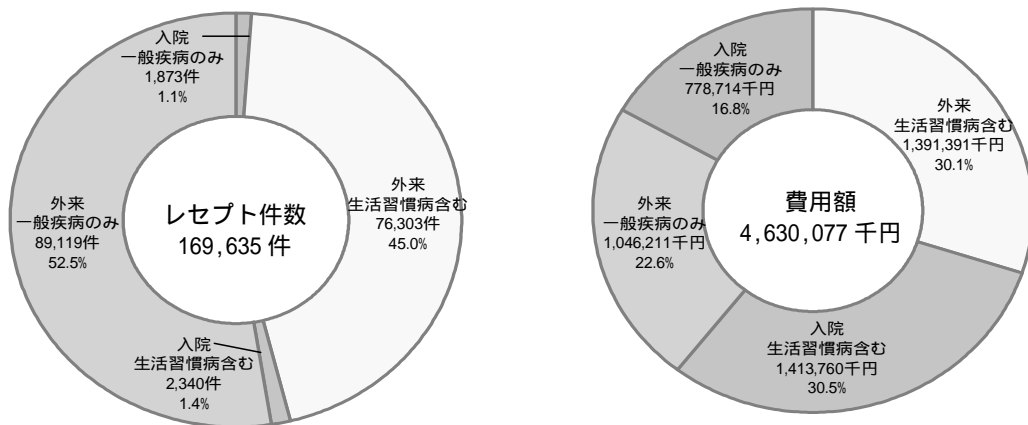 入院
一般疾病のみ
1,873件
1.1%
外来
生活習慣病含む
76,303件
45.0%
外来
一般疾病のみ
89,119件
52.5%
レセプト件数
169,635 件
入院
生活習慣病含む
2,340件
1.4%
入院
一般疾病のみ
778,714千円
16.8%
外来
生活習慣病含む
1,391,391千円
30.1%
外来
一般疾病のみ
1,046,211千円
22.6%
費用額
4,630,077 千円
入院
生活習慣病含む
1,413,760千円
30.5%